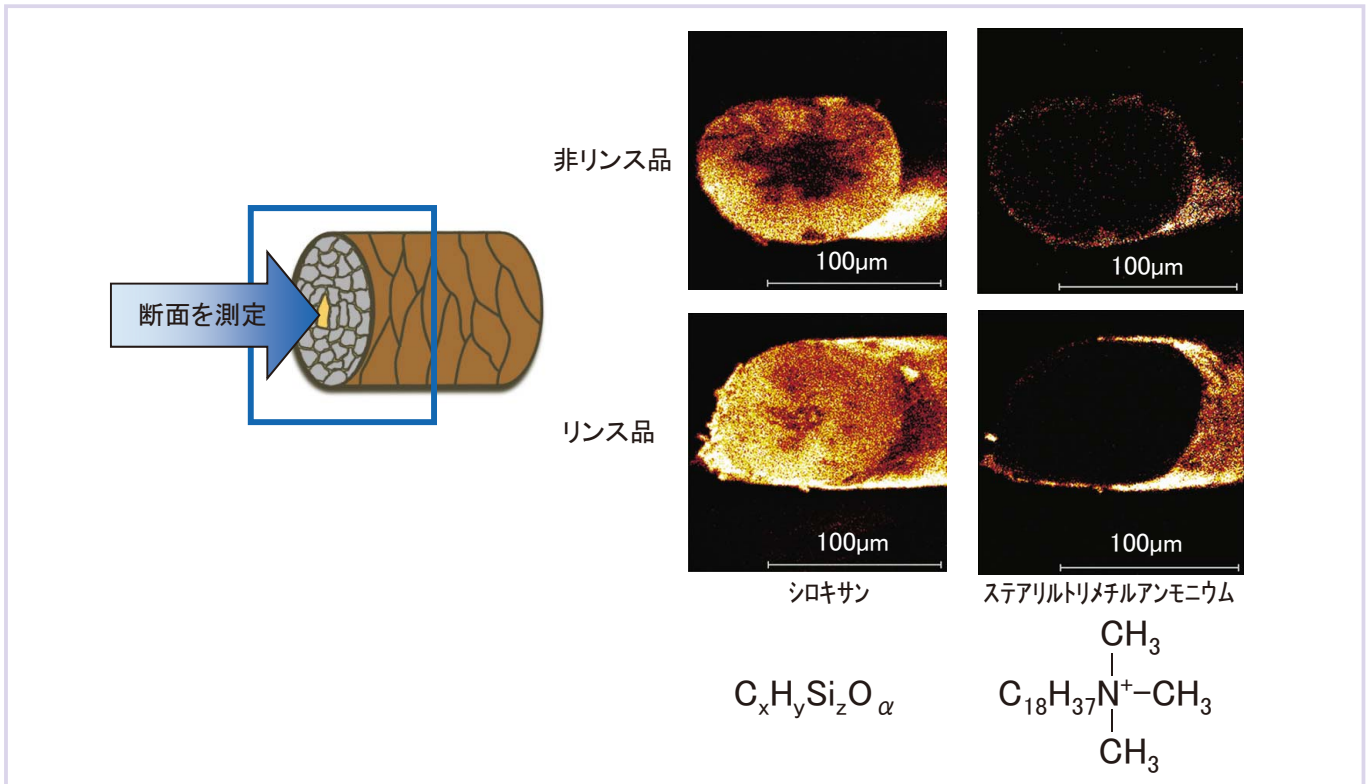 非リンス品
100μm
100μm
断面を測定
リンス品
100μm
100μm
シロキサン
ステアリルトリメチルアンモニウム
CH₃
CₓHᵧSi_zO_α
C₁₈H₃₇N⁺−CH₃
CH₃